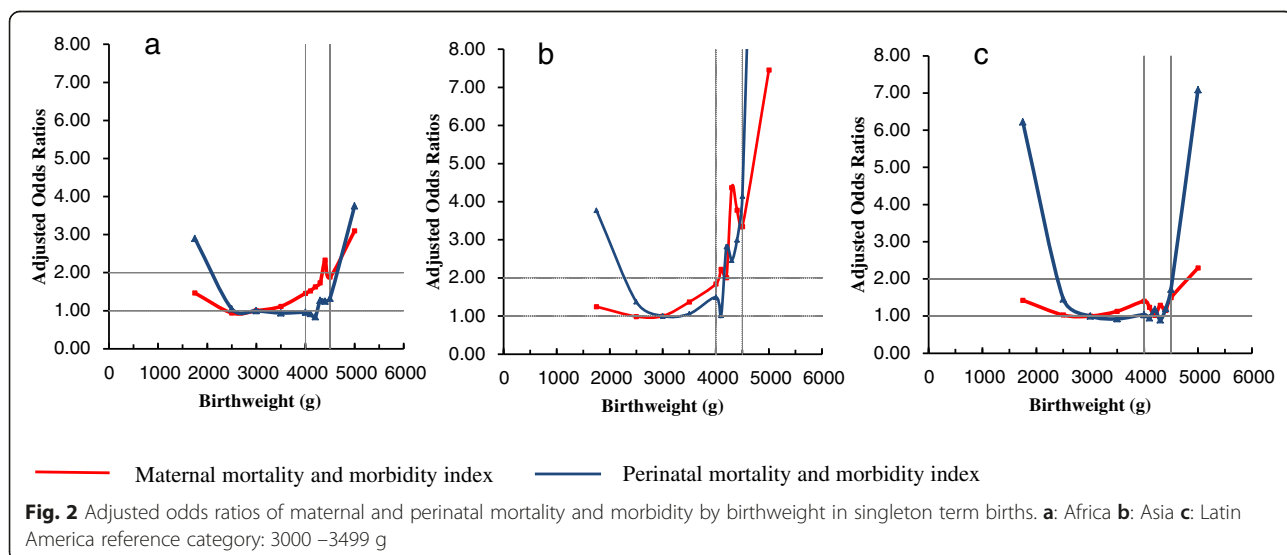 a
8.00
7.00
6.00
5.00
4.00
3.00
2.00
1.00
0.00
0 1000 2000 3000 4000 5000 6000
Adjusted Odds Ratios
Birthweight (g)
b
8.00
7.00
6.00
5.00
4.00
3.00
2.00
1.00
0.00
0 1000 2000 3000 4000 5000 6000
Adjusted Odds Ratios
Birthweight (g)
c
8.00
7.00
6.00
5.00
4.00
3.00
2.00
1.00
0.00
0 1000 2000 3000 4000 5000 6000
Adjusted Odds Ratios
Birthweight (g)
Maternal mortality and morbidity index Perinatal mortality and morbidity index
Fig. 2 Adjusted odds ratios of maternal and perinatal mortality and morbidity by birthweight in singleton term births. a: Africa b: Asia c: Latin
America reference category: 3000 –3499 g